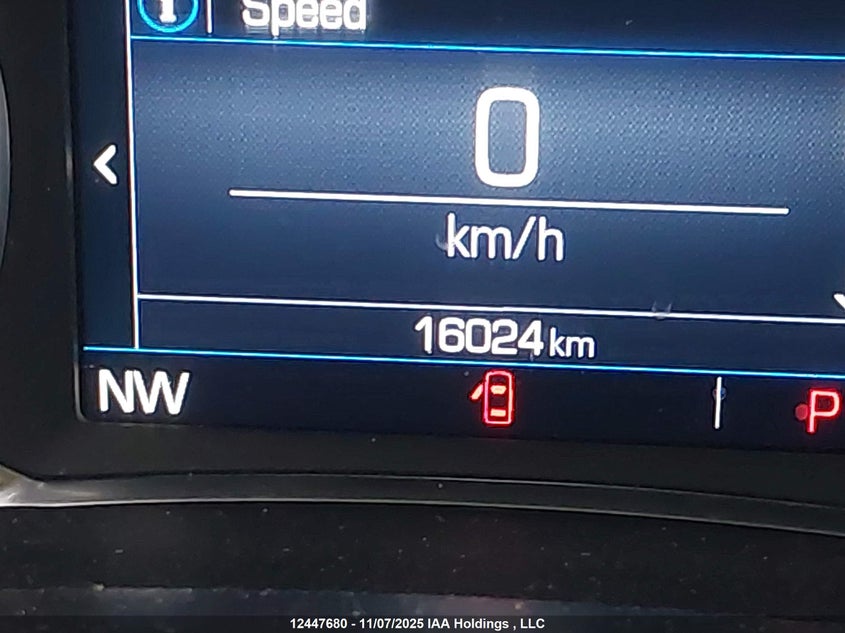 Speed
0
km/h
16024 km
NW
P
12447680 - 11/07/2025 IAA Holdings , LLC